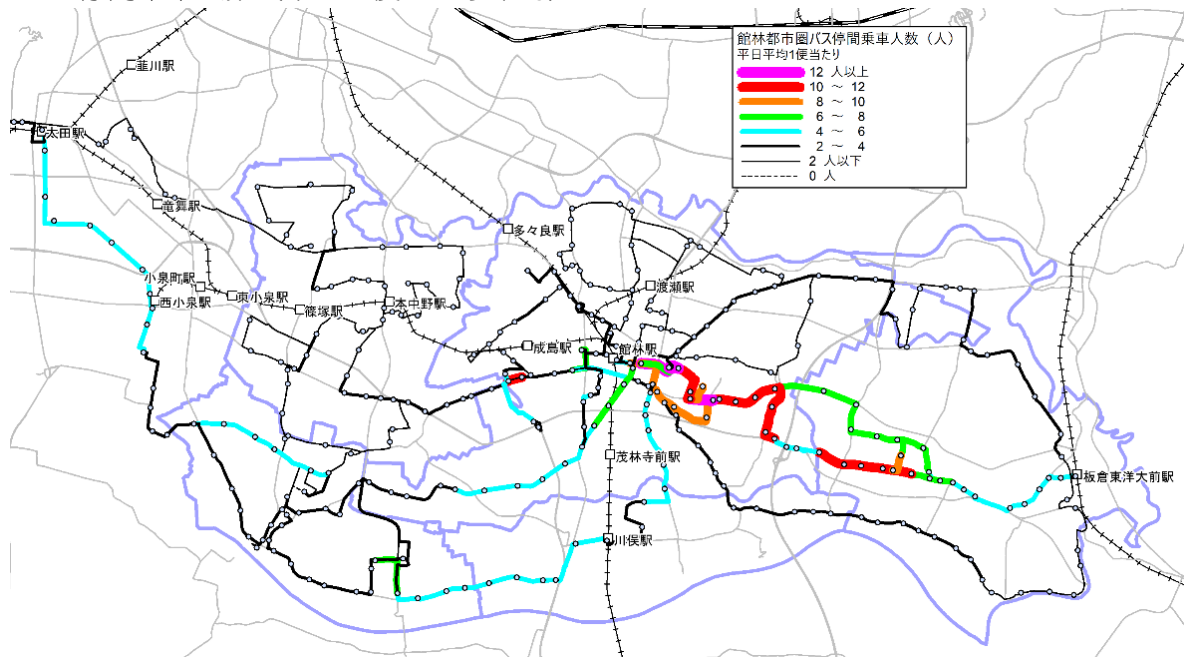 館林都市圏バス停間乗車人数（人）
平日平均1便当たり
12 人以上
10 ～ 12
8 ～ 10
6 ～ 8
4 ～ 6
2 ～ 4
2 人以下
0 人
韮川駅
太田駅
竜舞駅
多々良駅
小泉町駅
渡瀬駅
東小泉駅
西小泉駅
本中野駅
篠塚駅
成島駅
館林駅
茂林寺前駅
板倉東洋大前駅
川俣駅